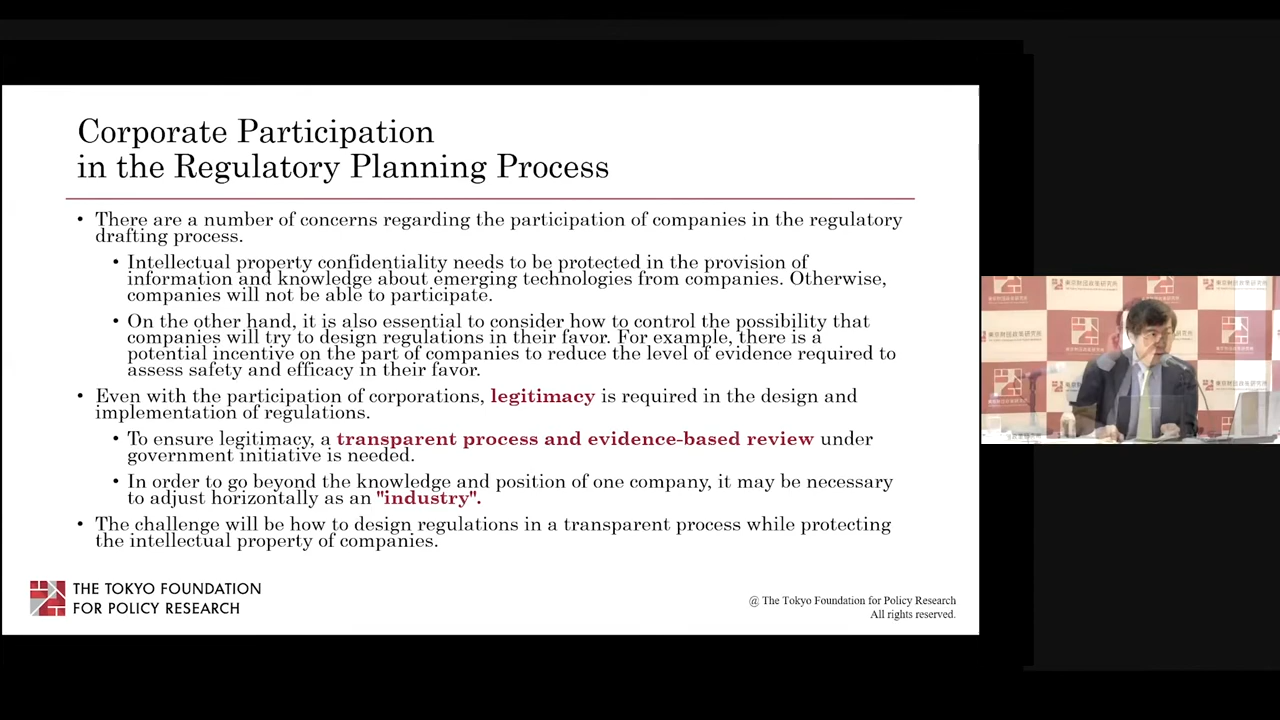 Corporate Participation
in the Regulatory Planning Process
• There are a number of concerns regarding the participation of companies in the regulatory
drafting process.
• Intellectual property confidentiality needs to be protected in the provision of
information and knowledge about emerging technologies from companies. Otherwise,
companies will not be able to participate.
• On the other hand, it is also essential to consider how to control the possibility that
companies will try to design regulations in their favor. For example, there is a
potential incentive on the part of companies to reduce the level of evidence required to
assess safety and efficacy in their favor.
• Even with the participation of corporations, legitimacy is required in the design and
implementation of regulations.
• To ensure legitimacy, a transparent process and evidence-based review under
government initiative is needed.
• In order to go beyond the knowledge and position of one company, it may be necessary
to adjust horizontally as an "industry".
• The challenge will be how to design regulations in a transparent process while protecting
the intellectual property of companies.
THE TOKYO FOUNDATION
FOR POLICY RESEARCH
@ The Tokyo Foundation for Policy Research
All rights reserved.
東京財団政策研究所